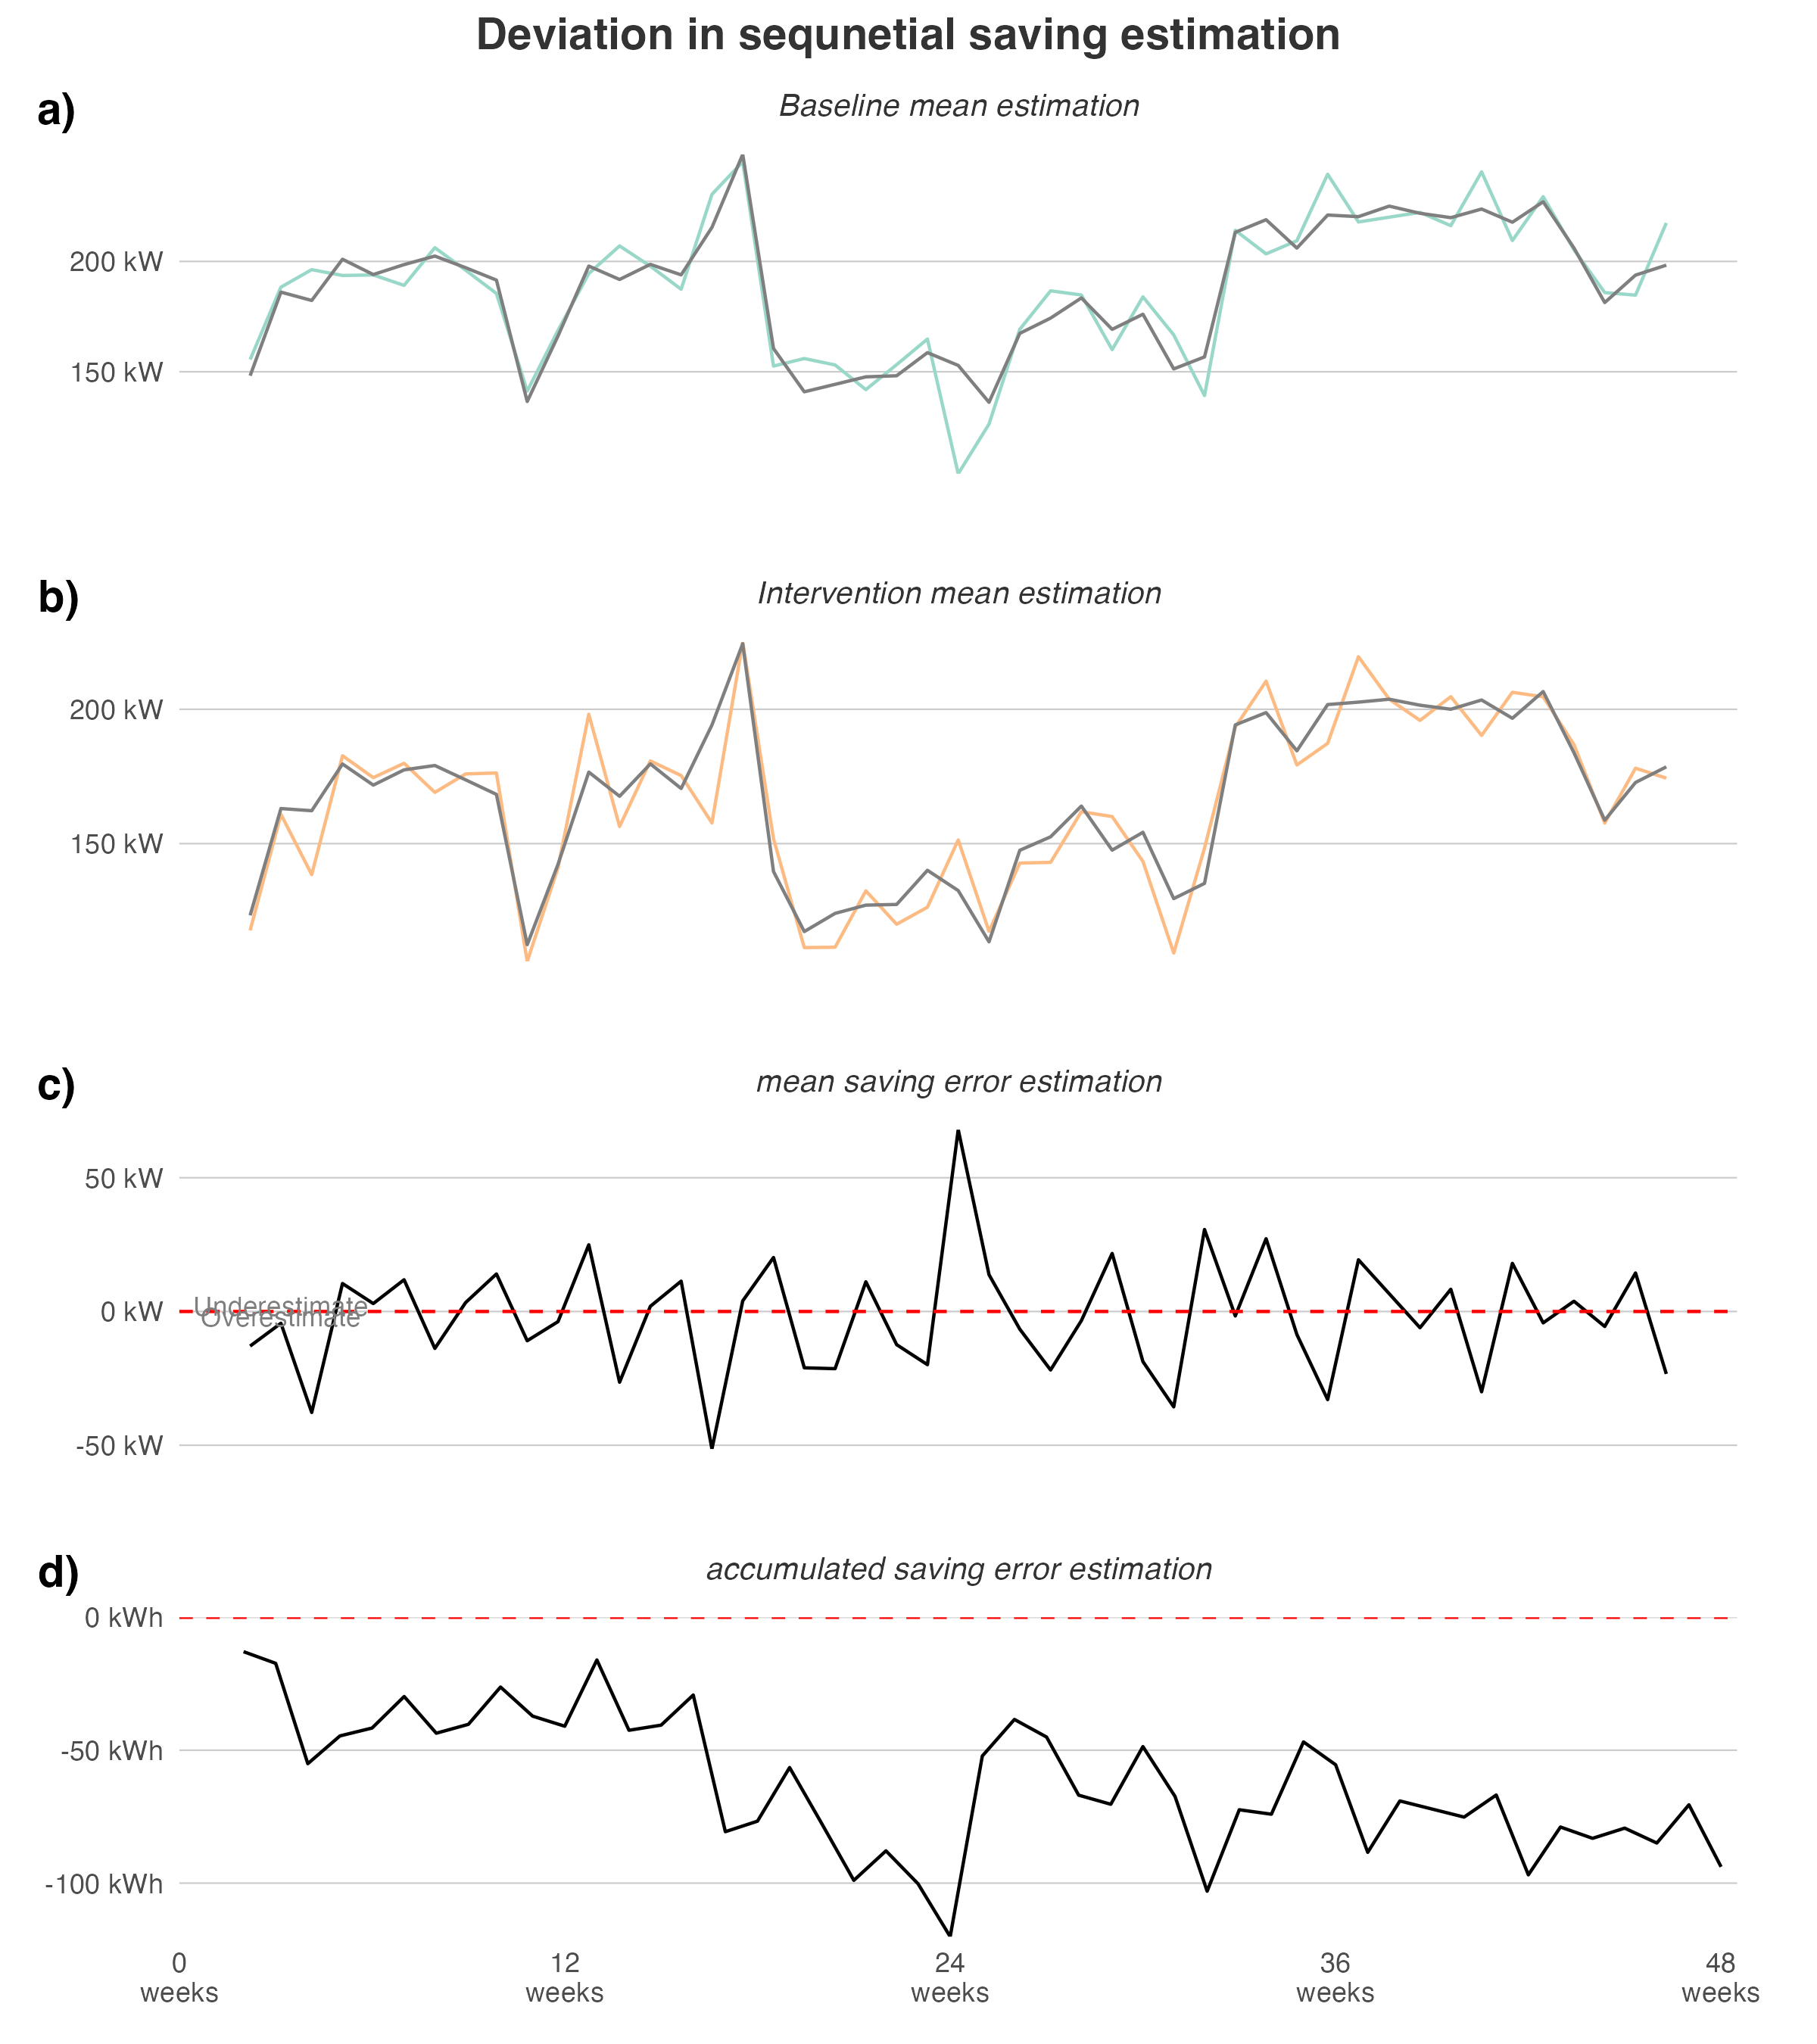 Deviation in sequnetial saving estimation
a)
Baseline mean estimation
200 kW
150 kW
b)
Intervention mean estimation
200 kW
150 kW
c)
mean saving error estimation
50 kW
Underestimate
0 kW
Overestimate
-50 kW
d)
accumulated saving error estimation
0 kWh
-50 kWh
-100 kWh
0 12 24 36 48
weeks weeks weeks weeks weeks